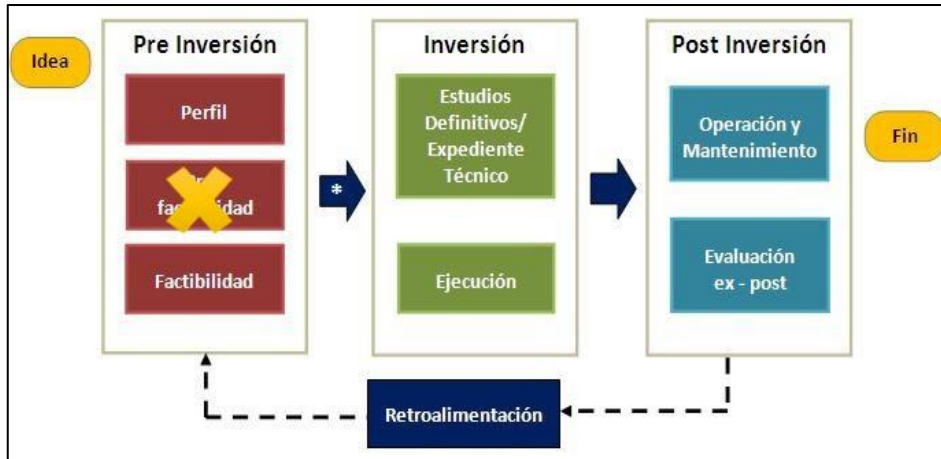 Idea
Pre Inversión
Perfil
Factibilidad
*
Inversión
Estudios
Definitivos/
Expediente
Técnico
Ejecución
Post Inversión
Operación y
Mantenimiento
Evaluación
ex - post
Fin
Retroalimentación